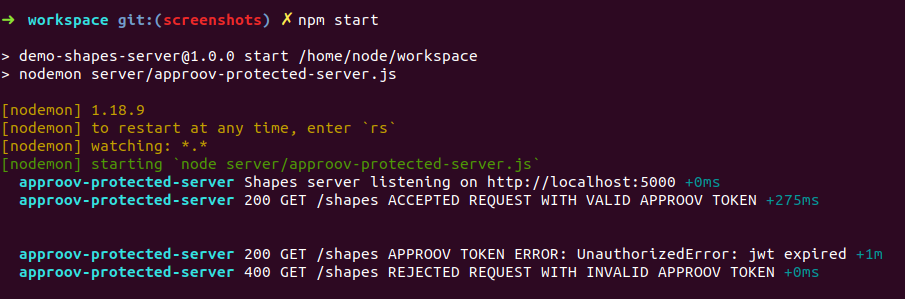 ➜ workspace git:(screenshots) ✗ npm start
> demo-shapes-server@1.0.0 start /home/node/workspace
> nodemon server/approov-protected-server.js
[nodemon] 1.18.9
[nodemon] to restart at any time, enter `rs`
[nodemon] watching: *.*
[nodemon] starting `node server/approov-protected-server.js`
approov-protected-server Shapes server listening on http://localhost:5000 +0ms
approov-protected-server 200 GET /shapes ACCEPTED REQUEST WITH VALID APPROOV TOKEN +275ms
approov-protected-server 200 GET /shapes APPROOV TOKEN ERROR: UnauthorizedError: jwt expired +1m
approov-protected-server 400 GET /shapes REJECTED REQUEST WITH INVALID APPROOV TOKEN +0ms